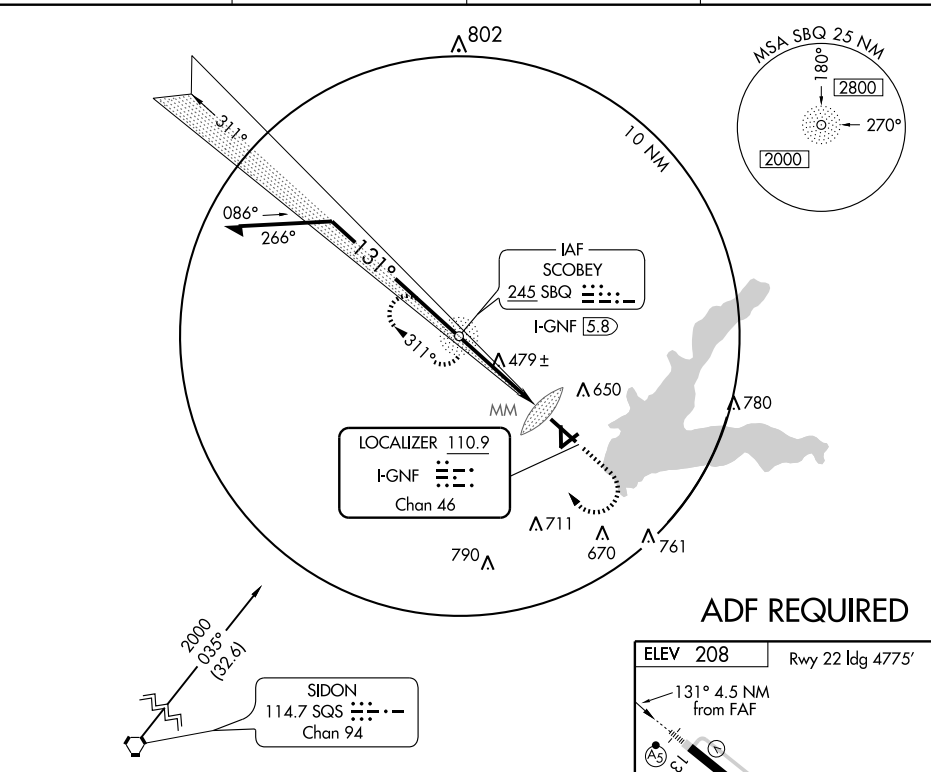 802
MSA SBQ 25 NM
180°
2800
270°
2000
10 NM
311°
086°
266°
131°
IAF
SCOBEY
245 SBQ
I-GNF 5.8
311°
479±
650
MM
780
LOCALIZER 110.9
I-GNF
Chan 46
711
670
761
790
ADF REQUIRED
2000
035°
(32.6)
SIDON
114.7 SQS
Chan 94
ELEV 208
Rwy 22 ldg 4775'
131° 4.5 NM
from FAF
A5
13